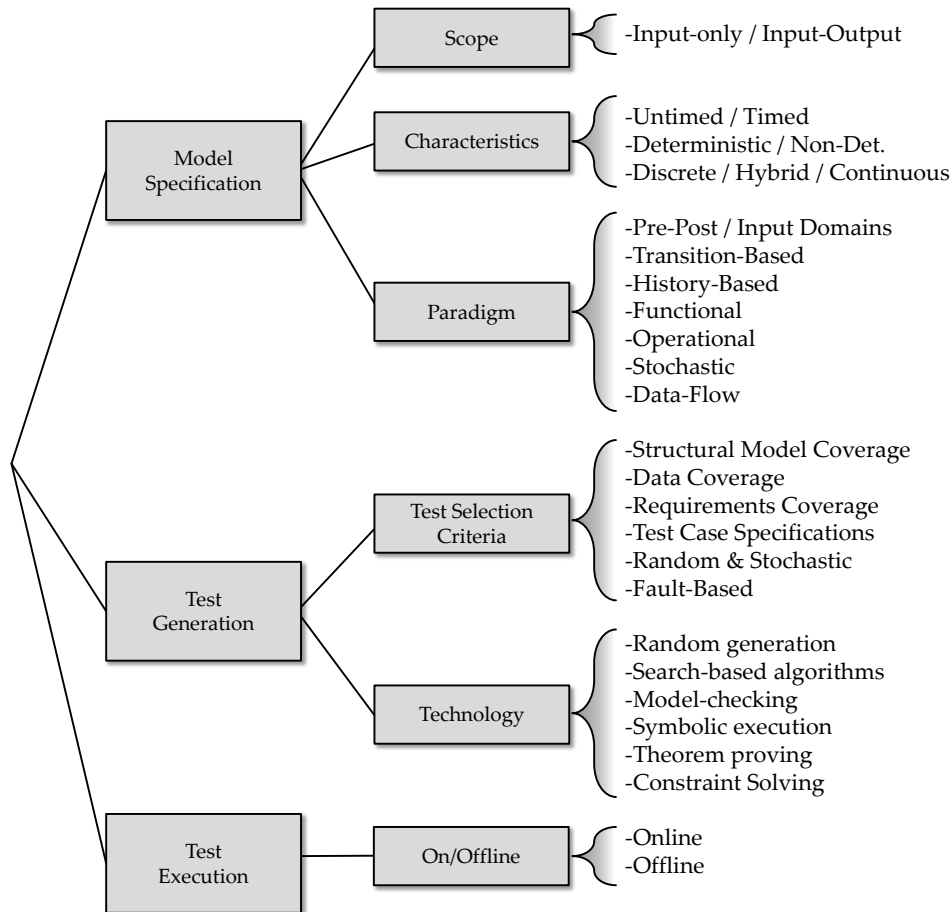 Scope
-Input-only / Input-Output
Model
Specification
Characteristics
-Untimed / Timed
-Deterministic / Non-Det.
-Discrete / Hybrid / Continuous
Paradigm
-Pre-Post / Input Domains
-Transition-Based
-History-Based
-Functional
-Operational
-Stochastic
-Data-Flow
Test
Generation
Test Selection
Criteria
-Structural Model Coverage
-Data Coverage
-Requirements Coverage
-Test Case Specifications
-Random & Stochastic
-Fault-Based
Technology
-Random generation
-Search-based algorithms
-Model-checking
-Symbolic execution
-Theorem proving
-Constraint Solving
Test
Execution
On/Offline
-Online
-Offline